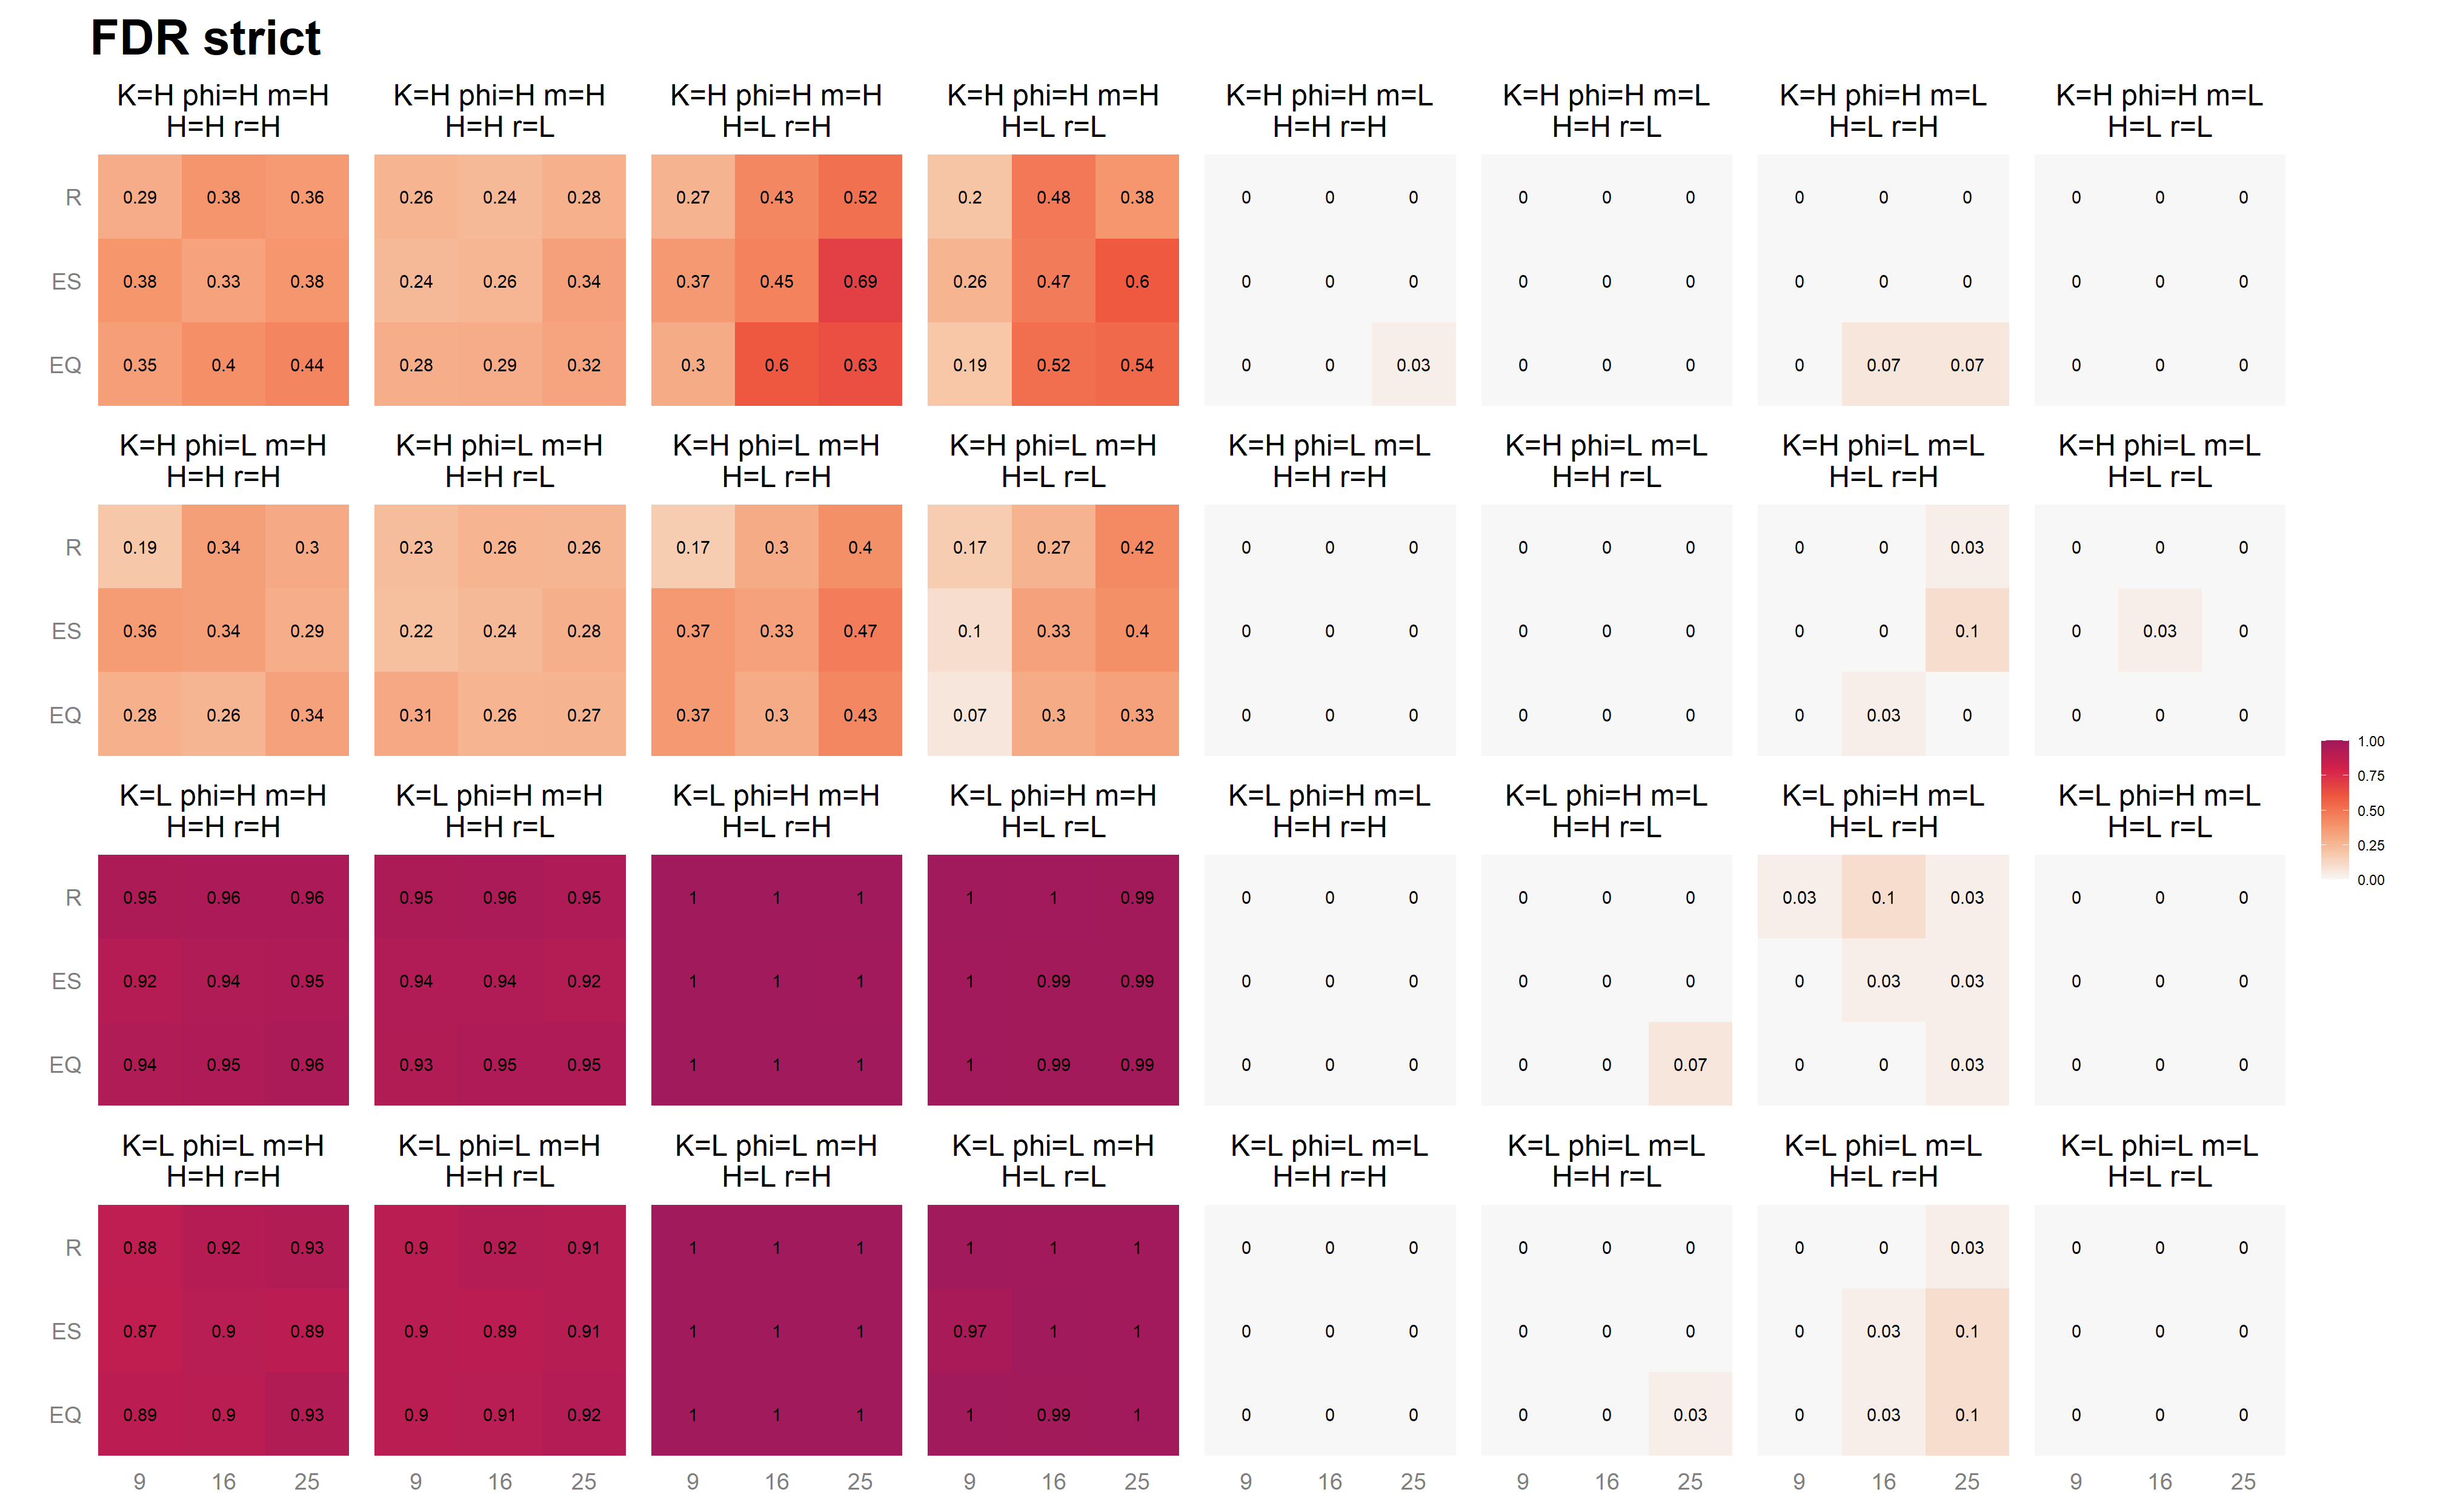 FDR strict
K=H phi=H m=H K=H phi=H m=H K=H phi=H m=H K=H phi=H m=H K=H phi=H m=L K=H phi=H m=L K=H phi=H m=L K=H phi=H m=L
H=H r=H H=H r=L H=L r=H H=L r=L H=H r=H H=H r=L H=L r=H H=L r=L
R 0.29 0.38 0.36 0.26 0.24 0.28 0.27 0.43 0.52 0.2 0.48 0.38 0 0 0 0 0 0 0 0 0 0 0 0
ES 0.38 0.33 0.38 0.24 0.26 0.34 0.37 0.45 0.69 0.26 0.47 0.6 0 0 0 0 0 0 0 0 0 0 0 0
EQ 0.35 0.4 0.44 0.28 0.29 0.32 0.3 0.6 0.63 0.19 0.52 0.54 0 0 0.03 0 0 0 0 0.07 0.07 0 0 0
K=H phi=L m=H K=H phi=L m=H K=H phi=L m=H K=H phi=L m=H K=H phi=L m=L K=H phi=L m=L K=H phi=L m=L K=H phi=L m=L
H=H r=H H=H r=L H=L r=H H=L r=L H=H r=H H=H r=L H=L r=H H=L r=L
R 0.19 0.34 0.3 0.23 0.26 0.26 0.17 0.3 0.4 0.17 0.27 0.42 0 0 0 0 0 0 0 0 0.03 0 0 0
ES 0.36 0.34 0.29 0.22 0.24 0.28 0.37 0.33 0.47 0.1 0.33 0.4 0 0 0 0 0 0 0 0 0.1 0 0.03 0
EQ 0.28 0.26 0.34 0.31 0.26 0.27 0.37 0.3 0.43 0.07 0.3 0.33 0 0 0 0 0 0 0 0.03 0 0 0 0
1.00
0.75
0.50
0.25
0.00
K=L phi=H m=H K=L phi=H m=H K=L phi=H m=H K=L phi=H m=H K=L phi=H m=L K=L phi=H m=L K=L phi=H m=L K=L phi=H m=L
H=H r=H H=H r=L H=L r=H H=L r=L H=H r=H H=H r=L H=L r=H H=L r=L
R 0.95 0.96 0.96 0.95 0.96 0.95 1 1 1 1 1 0.99 0 0 0 0 0 0 0.03 0.1 0.03 0 0 0
ES 0.92 0.94 0.95 0.94 0.94 0.92 1 1 1 1 0.99 0.99 0 0 0 0 0 0 0 0.03 0.03 0 0 0
EQ 0.94 0.95 0.96 0.93 0.95 0.95 1 1 1 1 0.99 0.99 0 0 0 0 0 0.07 0 0 0.03 0 0 0
K=L phi=L m=H K=L phi=L m=H K=L phi=L m=H K=L phi=L m=H K=L phi=L m=L K=L phi=L m=L K=L phi=L m=L K=L phi=L m=L
H=H r=H H=H r=L H=L r=H H=L r=L H=H r=H H=H r=L H=L r=H H=L r=L
R 0.88 0.92 0.93 0.9 0.92 0.91 1 1 1 1 1 1 0 0 0 0 0 0 0 0 0.03 0 0 0
ES 0.87 0.9 0.89 0.9 0.89 0.91 1 1 1 0.97 1 1 0 0 0 0 0 0 0 0.03 0.1 0 0 0
EQ 0.89 0.9 0.93 0.9 0.91 0.92 1 1 1 1 0.99 1 0 0 0 0 0 0.03 0 0.03 0.1 0 0 0
9 16 25 9 16 25 9 16 25 9 16 25 9 16 25 9 16 25 9 16 25 9 16 25